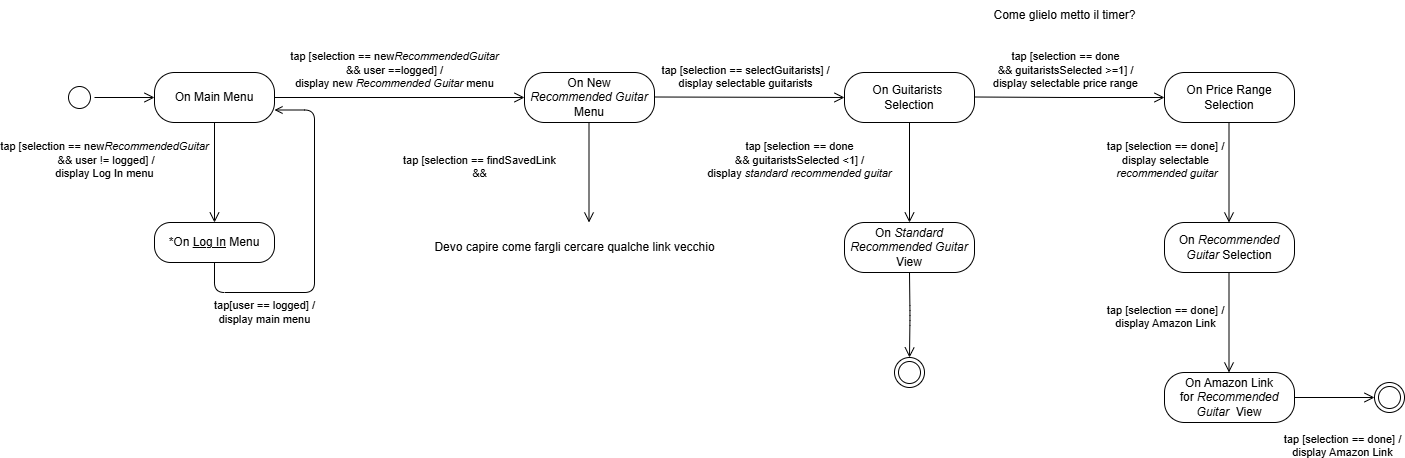 Come glielo metto il timer?
tap [selection == newRecommendedGuitar
&& user ==logged] /
display new Recommended Guitar menu
tap [selection == selectGuitarists] /
display selectable guitarists
tap [selection == done
&& guitaristsSelected >=1] /
display selectable price range
On Main Menu
On New
Recommended Guitar
Menu
On Guitarists
Selection
On Price Range
Selection
tap [selection == newRecommendedGuitar
&& user != logged] /
display Log In menu
tap [selection == findSavedLink
&&
tap [selection == done
&& guitaristsSelected <1] /
display standard recommended guitar
tap [selection == done] /
display selectable
recommended guitar
*On Log In Menu
Devo capire come fargli cercare qualche link vecchio
On Standard
Recommended Guitar
View
On Recommended
Guitar Selection
tap[user == logged] /
display main menu
tap [selection == done] /
display Amazon Link
On Amazon Link
for Recommended
Guitar View
tap [selection == done] /
display Amazon Link